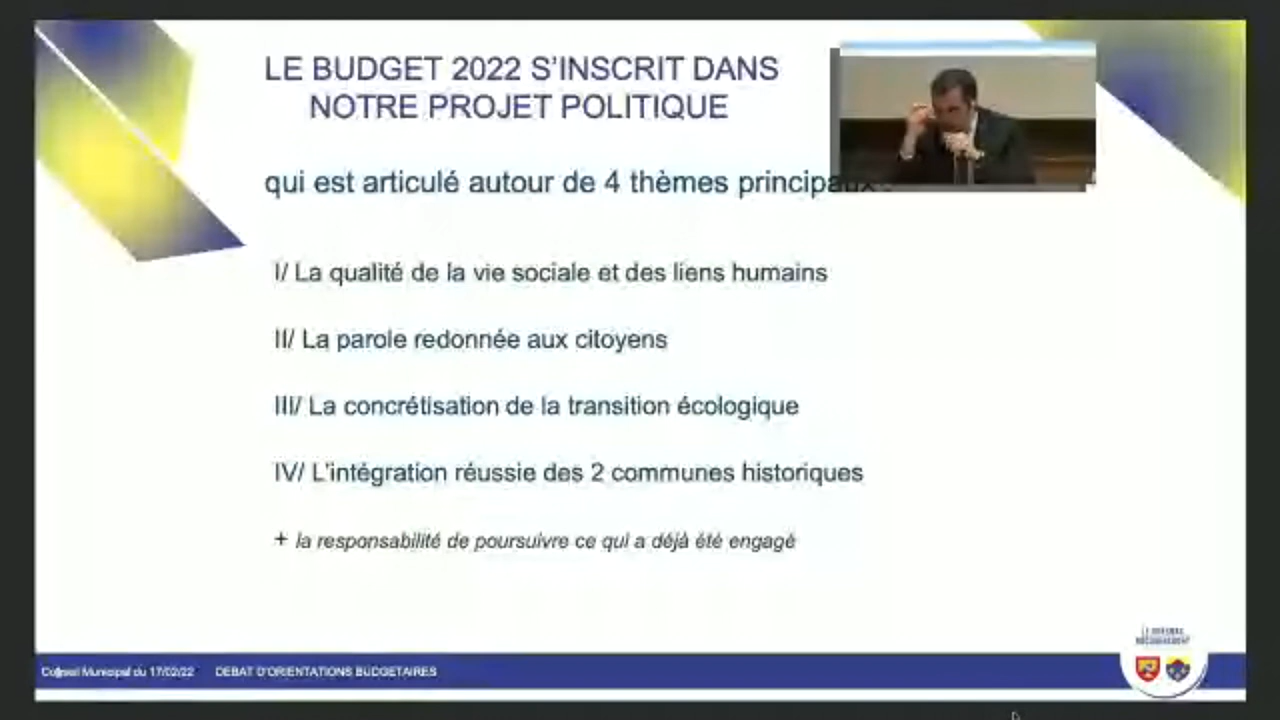 LE BUDGET 2022 S'INSCRIT DANS
NOTRE PROJET POLITIQUE
qui est articulé autour de 4 thèmes principaux :
I/ La qualité de la vie sociale et des liens humains
II/ La parole redonnée aux citoyens
III/ La concrétisation de la transition écologique
IV/ L'intégration réussie des 2 communes historiques
+ la responsabilité de poursuivre ce qui a déjà été engagé
Conseil Municipal du 17/02/22 DEBAT D'ORIENTATIONS BUDGETAIRES